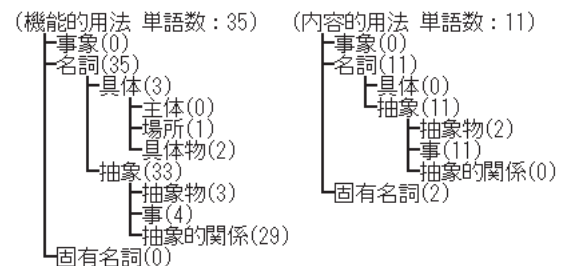 (機能的用法 単語数：35)
事象(0)
名詞(35)
具体(3)
主体(0)
場所(1)
具体物(2)
抽象(33)
抽象物(3)
事(4)
抽象的関係(29)
固有名詞(0)
(内容的用法 単語数：11)
事象(0)
名詞(11)
具体(0)
抽象(11)
抽象物(2)
事(11)
抽象的関係(0)
固有名詞(2)